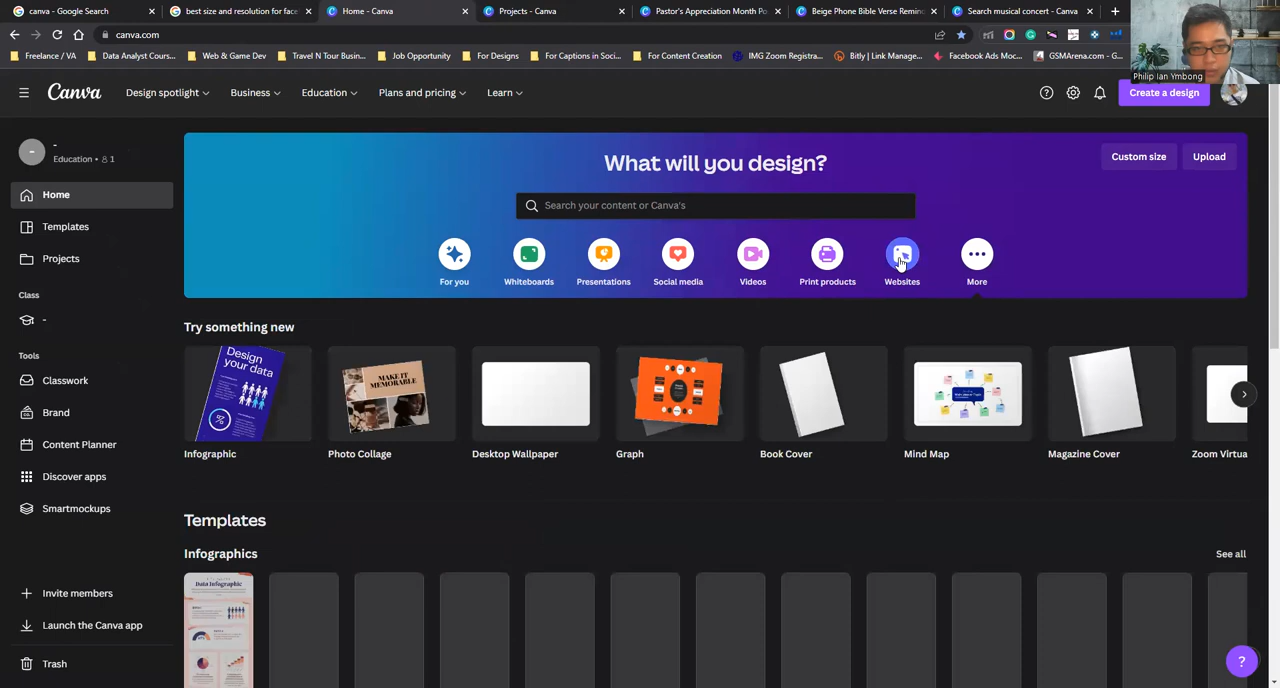 canva - Google Search
best size and resolution for face
Home - Canva
Projects - Canva
Pastor's Appreciation Month Po
Beige Phone Bible Verse Remin
Search musical concert - Canva
canva.com
Freelance / VA
Data Analyst Cours...
Web & Game Dev
Travel N Tour Busin...
Job Opportunity
For Designs
For Captions in Soci...
For Content Creation
IMG Zoom Registra...
Bitly | Link Manage...
Facebook Ads Moc...
GSMArena.com - G...
Philip Ian Ymbong
Canva
Design spotlight
Business
Education
Plans and pricing
Learn
Create a design
-
Education • 1
Home
Templates
Projects
Class
-
Tools
Classwork
Brand
Content Planner
Discover apps
Smartmockups
Invite members
Launch the Canva app
Trash
What will you design?
Custom size
Upload
Search your content or Canva's
For you
Whiteboards
Presentations
Social media
Videos
Print products
Websites
More
Try something new
Design your data
MAKE IT MEMORABLE
Infographic
Photo Collage
Desktop Wallpaper
Graph
Book Cover
Mind Map
Magazine Cover
Zoom Virtua
Templates
Infographics
See all
Data Infographic
?